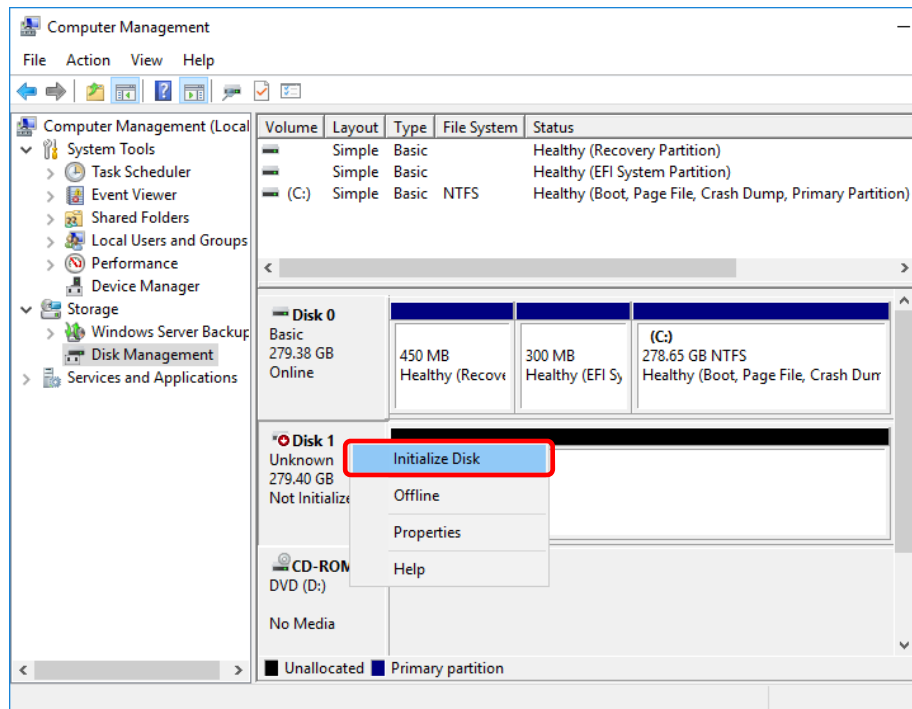 Computer Management
File Action View Help
Computer Management (Local
System Tools
Task Scheduler
Event Viewer
Shared Folders
Local Users and Groups
Performance
Device Manager
Storage
Windows Server Backup
Disk Management
Services and Applications
Volume Layout Type File System Status
Simple Basic Healthy (Recovery Partition)
Simple Basic Healthy (EFI System Partition)
(C:) Simple Basic NTFS Healthy (Boot, Page File, Crash Dump, Primary Partition)
Disk 0
Basic
279.38 GB
Online
450 MB
Healthy (Recove
300 MB
Healthy (EFI Sy
(C:)
278.65 GB NTFS
Healthy (Boot, Page File, Crash Dum
Disk 1
Unknown
279.40 GB
Not Initialize
Initialize Disk
Offline
Properties
Help
CD-ROM
DVD (D:)
No Media
Unallocated Primary partition